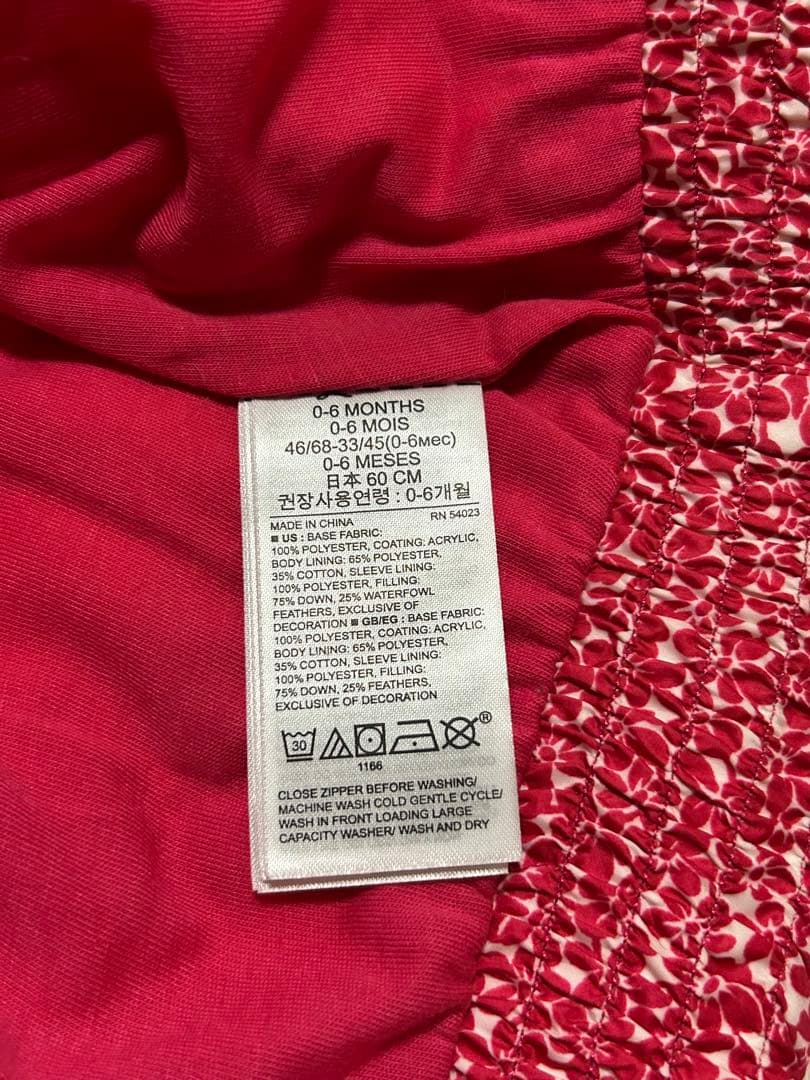 0-6 MONTHS
0-6 MOIS
46/68-33/45(0-6мес)
0-6 MESES
日本 60 CM
권장사용연령 : 0-6개월
MADE IN CHINA RN 54023
■ US : BASE FABRIC:
100% POLYESTER, COATING: ACRYLIC,
BODY LINING: 65% POLYESTER,
35% COTTON, SLEEVE LINING:
100% POLYESTER, FILLING:
75% DOWN, 25% WATERFOWL
FEATHERS, EXCLUSIVE OF
DECORATION ■ GB/EG : BASE FABRIC:
100% POLYESTER, COATING: ACRYLIC,
BODY LINING: 65% POLYESTER,
35% COTTON, SLEEVE LINING:
100% POLYESTER, FILLING:
75% DOWN, 25% FEATHERS,
EXCLUSIVE OF DECORATION
30 ®
1166
CLOSE ZIPPER BEFORE WASHING/
MACHINE WASH COLD GENTLE CYCLE/
WASH IN FRONT LOADING LARGE
CAPACITY WASHER/ WASH AND DRY